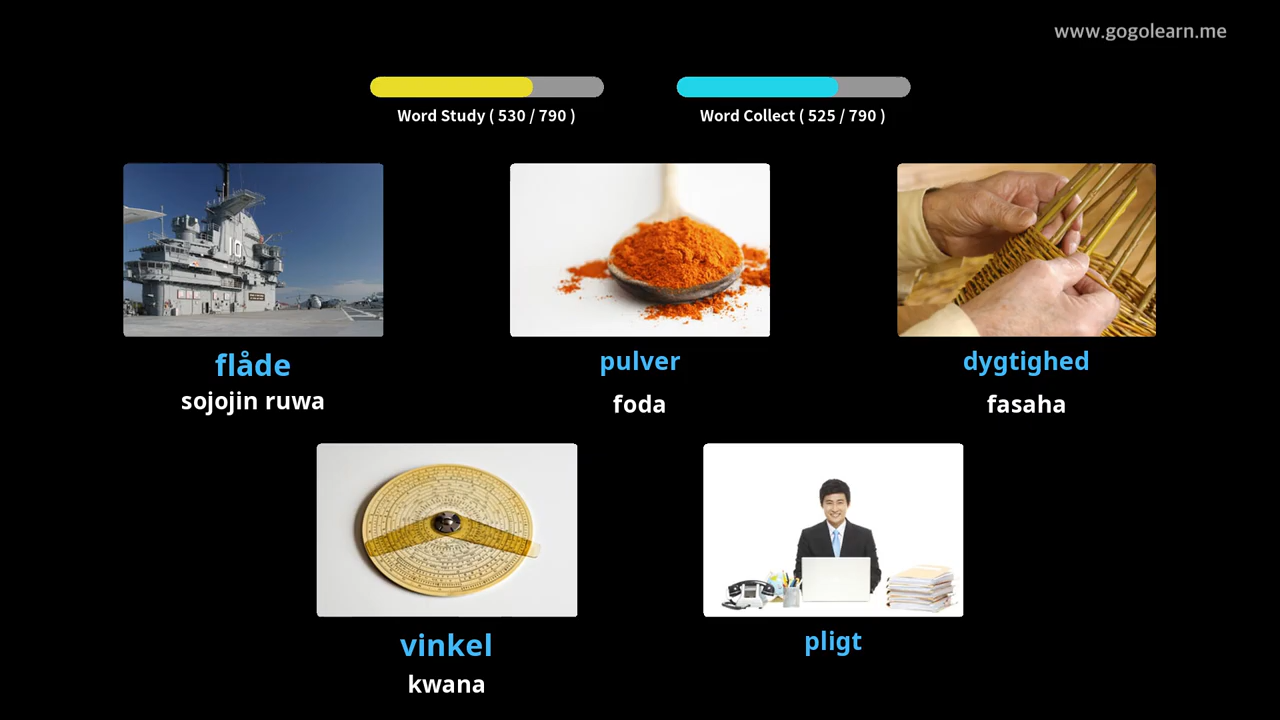 www.gogolearn.me
Word Study ( 530 / 790 )
Word Collect ( 525 / 790 )
10
flåde
sojojin ruwa
pulver
foda
dygtighed
fasaha
vinkel
kwana
pligt